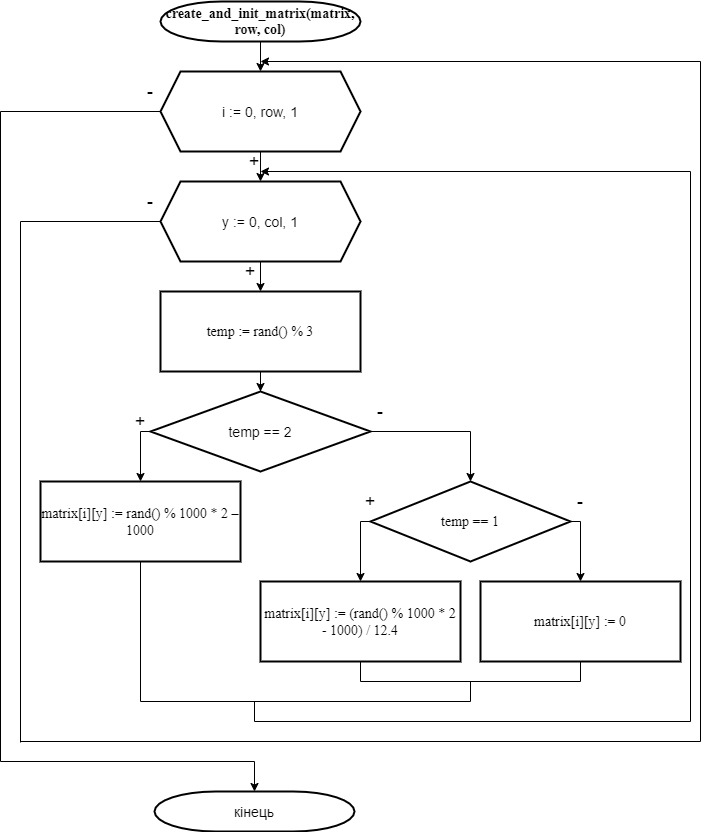 create_and_init_matrix(matrix,
row, col)
-
i := 0, row, 1
+
-
y := 0, col, 1
+
temp := rand() % 3
+
temp == 2
-
matrix[i][y] := rand() % 1000 * 2 –
1000
+
temp == 1
-
matrix[i][y] := (rand() % 1000 * 2
- 1000) / 12.4
matrix[i][y] := 0
кінець